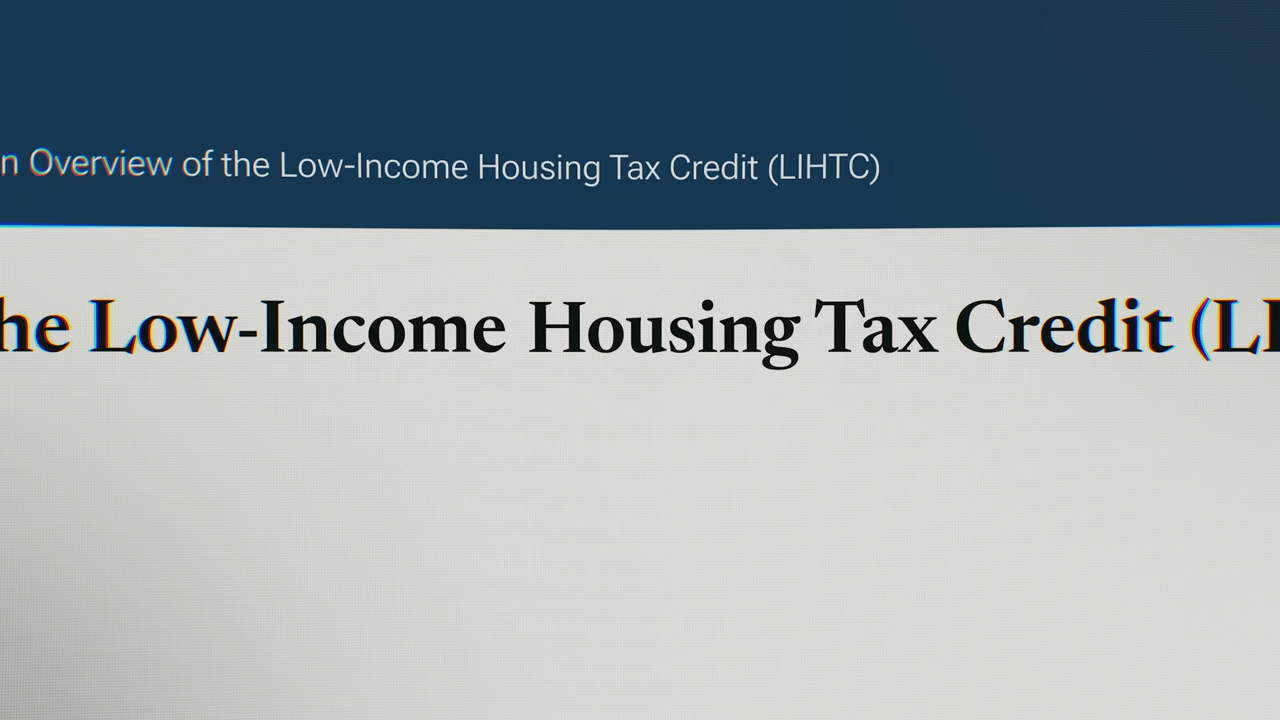 n Overview of the Low-Income Housing Tax Credit (LIHTC)
he Low-Income Housing Tax Credit (LI